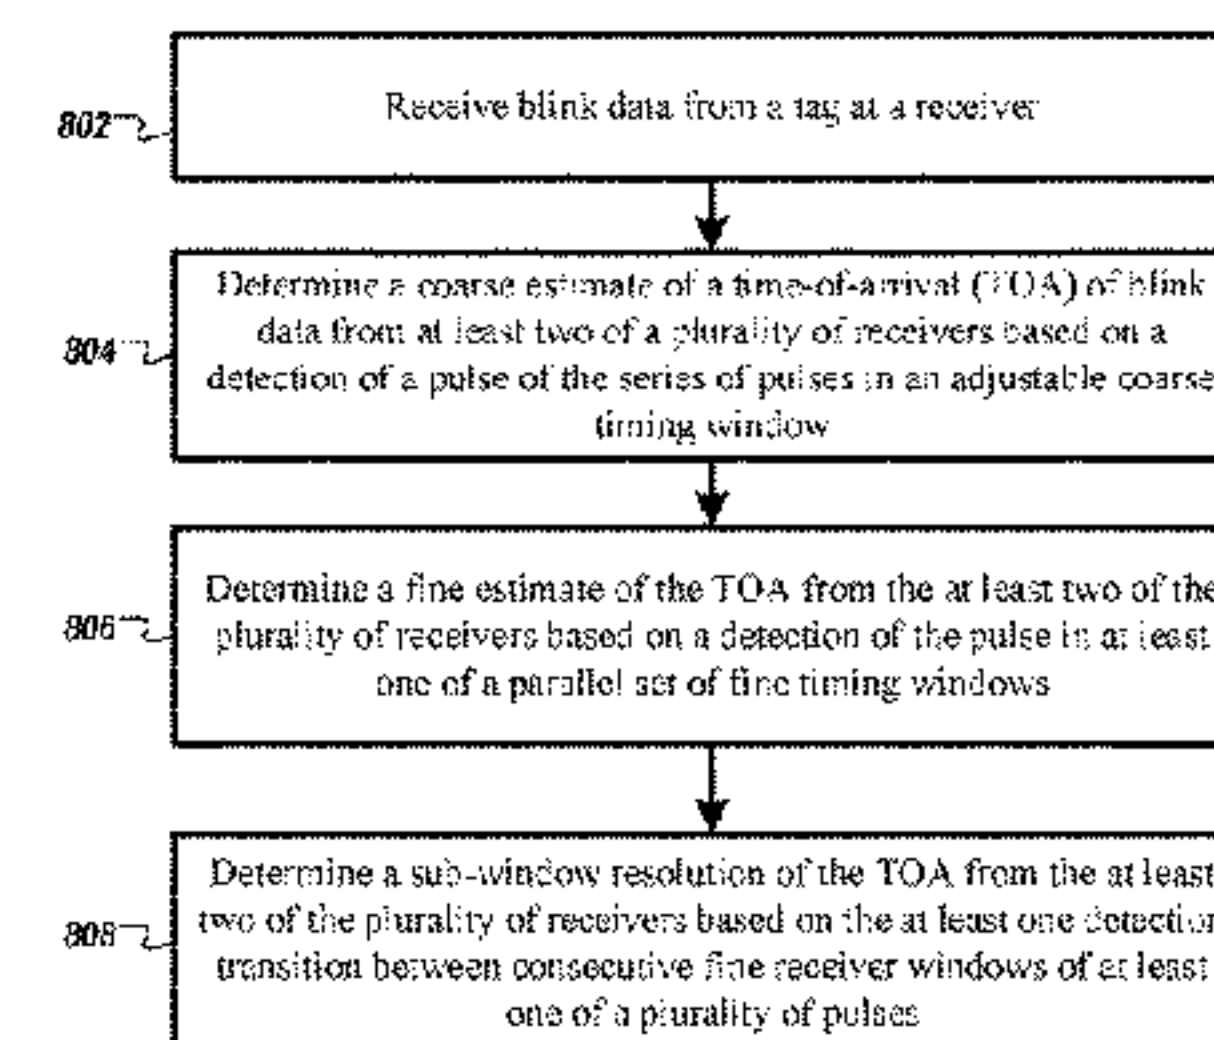 802
Receive blink data from a tag at a receiver
804
Determine a coarse estimate of a time-of-arrival (TOA) of blink
data from at least two of a plurality of receivers based on a
detection of a pulse of the series of pulses in an adjustable coarse
timing window
806
Determine a fine estimate of the TOA from the at least two of the
plurality of receivers based on a detection of the pulse in at least
one of a parallel set of fine timing windows
808
Determine a sub-window resolution of the TOA from the at least
two of the plurality of receivers based on the at least one detection
transition between consecutive fine receiver windows of at least
one of a plurality of pulses